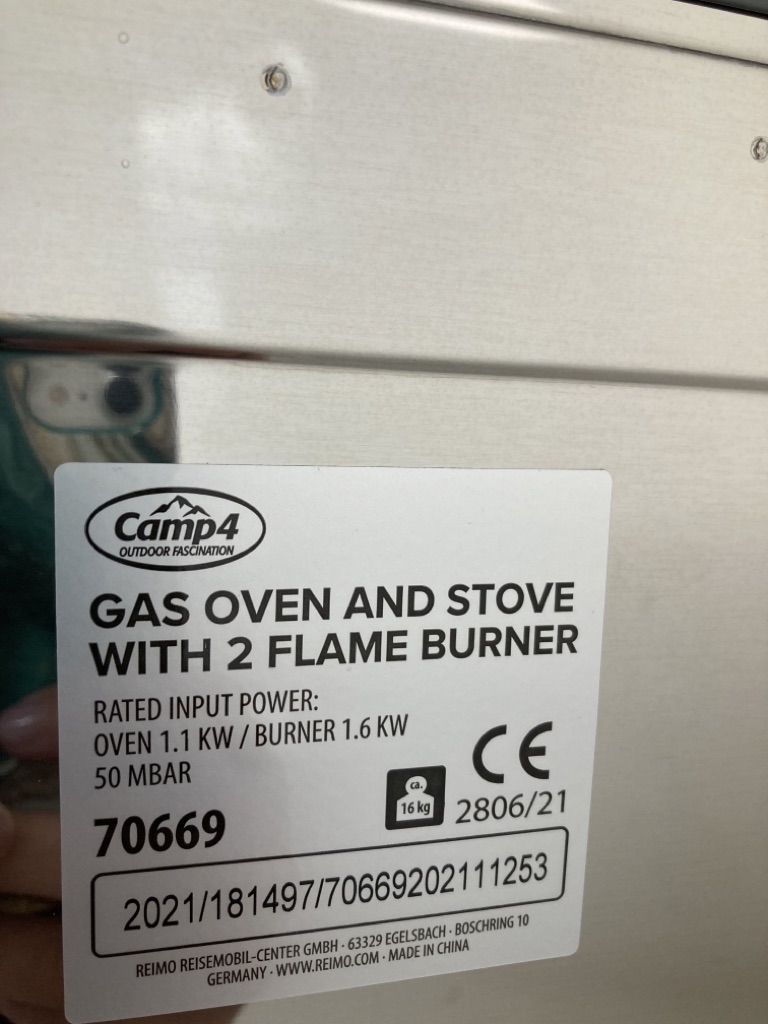 Camp4
OUTDOOR FASCINATION
GAS OVEN AND STOVE
WITH 2 FLAME BURNER
RATED INPUT POWER:
OVEN 1.1 KW / BURNER 1.6 KW
50 MBAR
ca.
16 kg
CE
2806/21
70669
2021/181497/70669202111253
REIMO REISEMOBIL-CENTER GMBH · 63329 EGELSBACH · BOSCHRING 10
GERMANY · WWW.REIMO.COM · MADE IN CHINA